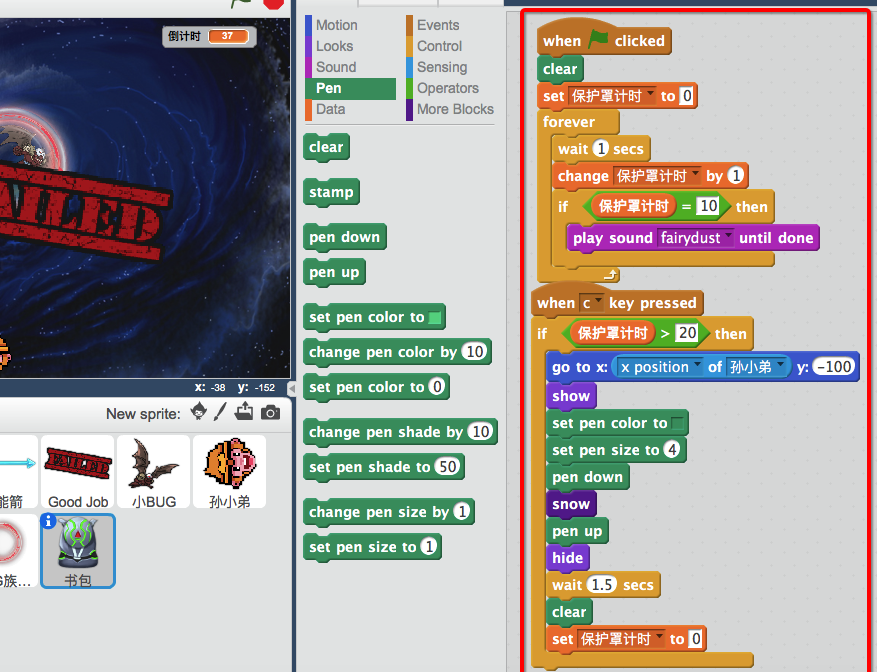 倒计时 37
FAILED
x: -38 y: -152
New sprite:
能箭
FAILED
Good Job
小BUG
孙小弟
G族...
书包
Motion
Looks
Sound
Pen
Data
Events
Control
Sensing
Operators
More Blocks
clear
stamp
pen down
pen up
set pen color to
change pen color by 10
set pen color to 0
change pen shade by 10
set pen shade to 50
change pen size by 1
set pen size to 1
when clicked
clear
set 保护罩计时 to 0
forever
wait 1 secs
change 保护罩计时 by 1
if 保护罩计时 = 10 then
play sound fairydust until done
when c key pressed
if 保护罩计时 > 20 then
go to x: x position of 孙小弟 y: -100
show
set pen color to
set pen size to 4
pen down
snow
pen up
hide
wait 1.5 secs
clear
set 保护罩计时 to 0